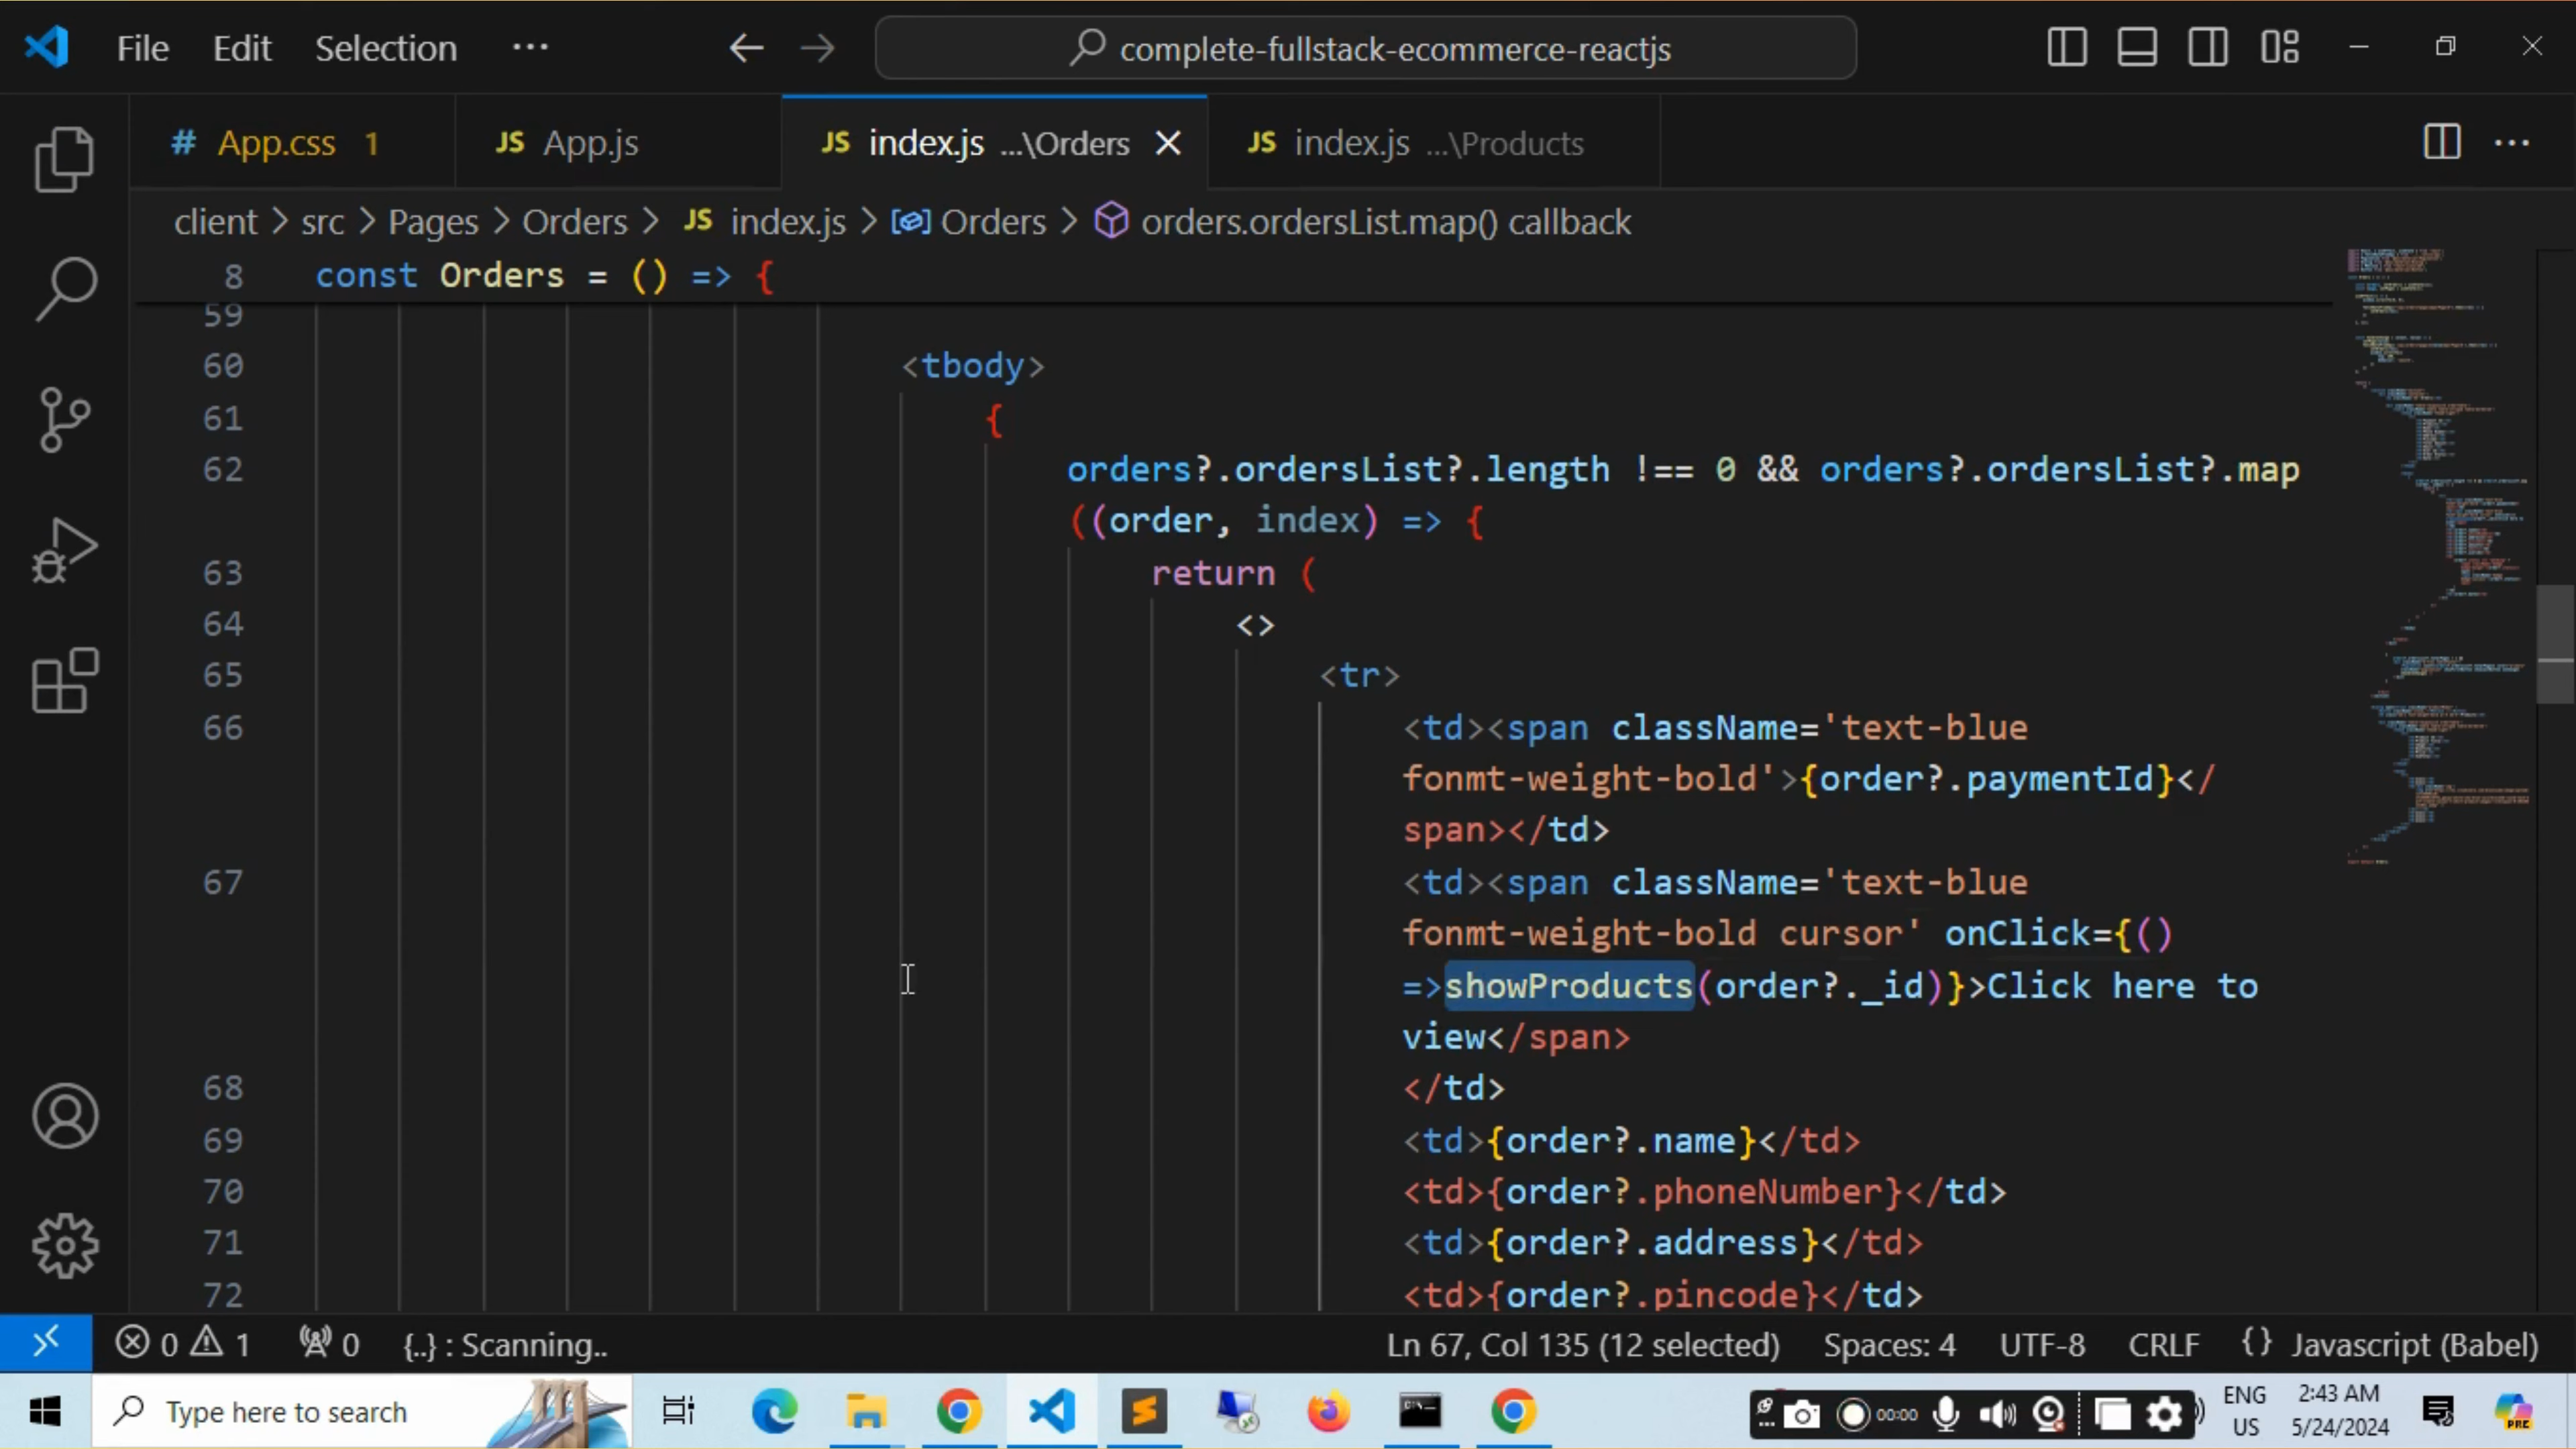 File Edit Selection ··· complete-fullstack-ecommerce-reactjs
# App.css 1 JS App.js JS index.js ...\Orders JS index.js ...\Products
client > src > Pages > Orders > JS index.js > Orders > orders.ordersList.map() callback
8 const Orders = () => {
59
60 <tbody>
61 {
62 orders?.ordersList?.length !== 0 && orders?.ordersList?.map
((order, index) => {
63 return (
64 <>
65 <tr>
66 <td><span className='text-blue
fonmt-weight-bold'>{order?.paymentId}</
span></td>
67 <td><span className='text-blue
fonmt-weight-bold cursor' onClick={()
=>showProducts(order?._id)}>Click here to
view</span>
68 </td>
69 <td>{order?.name}</td>
70 <td>{order?.phoneNumber}</td>
71 <td>{order?.address}</td>
72 <td>{order?.pincode}</td>
0 1 0 {..} : Scanning.. Ln 67, Col 135 (12 selected) Spaces: 4 UTF-8 CRLF {} Javascript (Babel)
Type here to search 00:00 ENG 2:43 AM
US 5/24/2024 PRE